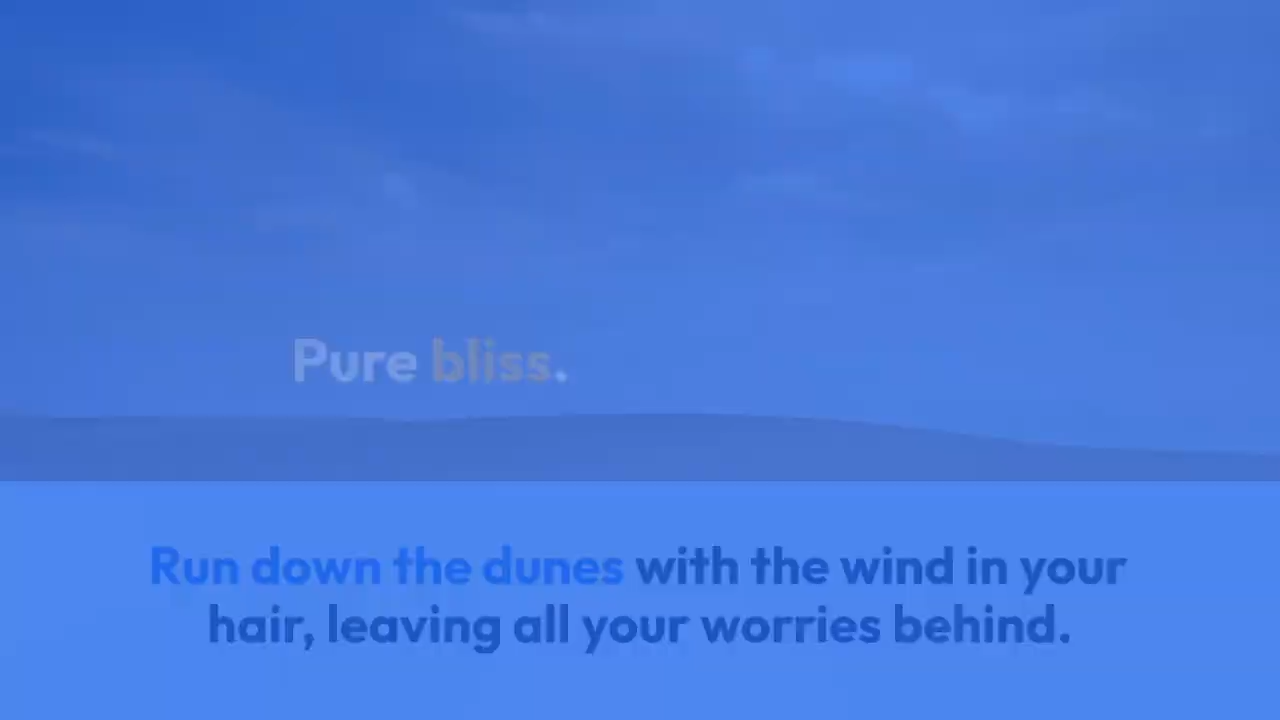 Pure bliss.
Run down the dunes with the wind in your
hair, leaving all your worries behind.